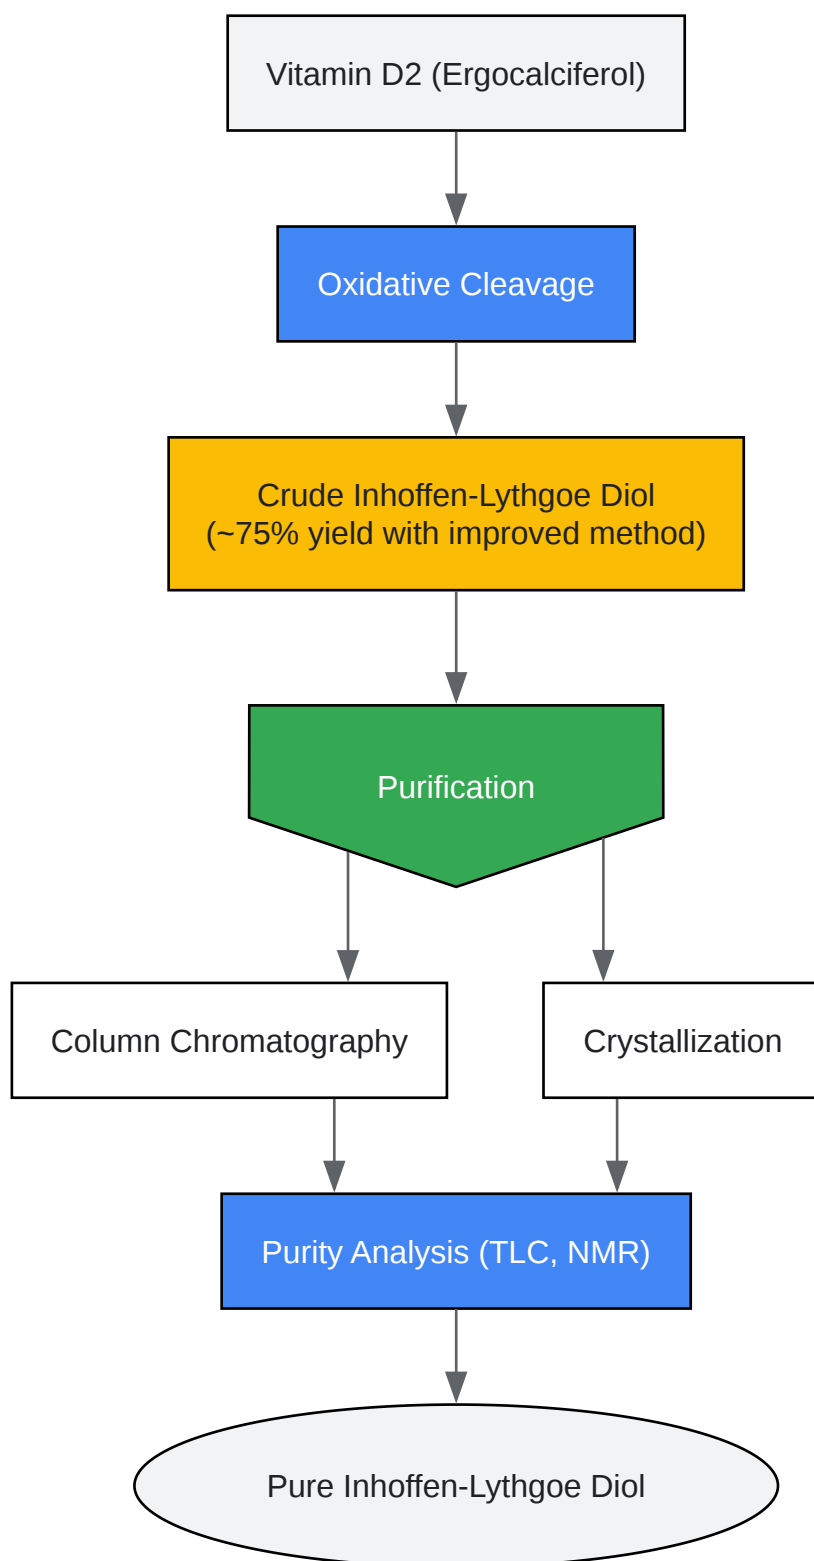 Vitamin D2 (Ergocalciferol)
Oxidative Cleavage
Crude Inhoffen-Lythgoe Diol
(~75% yield with improved method)
Purification
Column Chromatography
Crystallization
Purity Analysis (TLC, NMR)
Pure Inhoffen-Lythgoe Diol